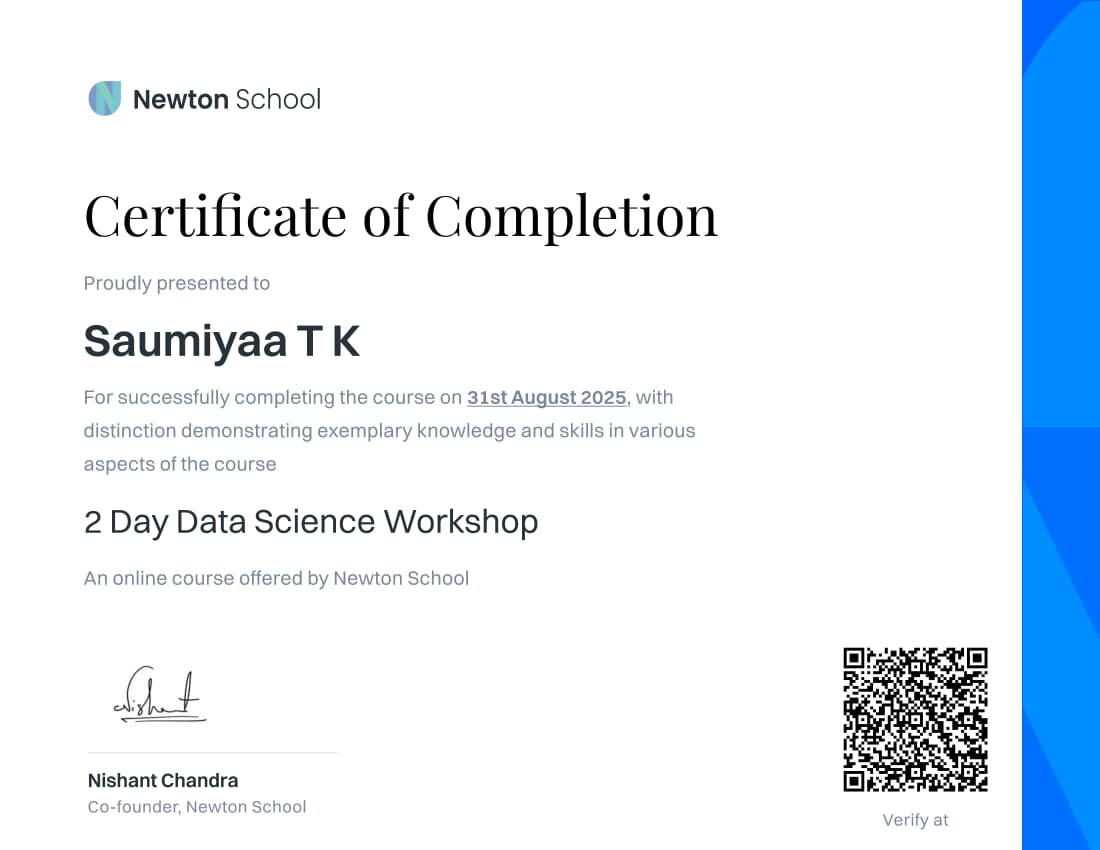 Newton School
Certificate of Completion
Proudly presented to
Saumiyaa T K
For successfully completing the course on 31st August 2025, with
distinction demonstrating exemplary knowledge and skills in various
aspects of the course
2 Day Data Science Workshop
An online course offered by Newton School
Nishant
Nishant Chandra
Co-founder, Newton School
Verify at